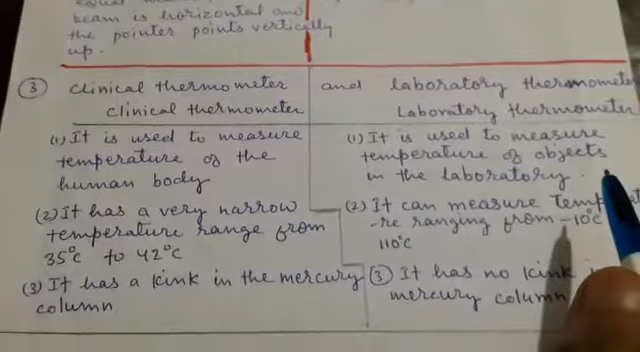 beam is horizontal and
the pointer points vertically
up.
③ clinical thermometer and laboratory thermomete
clinical thermometer
(1) It is used to measure
temperature of the
human body
(2) It has a very narrow
temperature range from
35°c to 42°c
(3) It has a kink in the mercury
column
Laboratory thermometer
(1) It is used to measure
temperature of objects
in the laboratory.
(2) It can measure temp
-re ranging from -10°c
110°c
③ It has no kink
mercury column